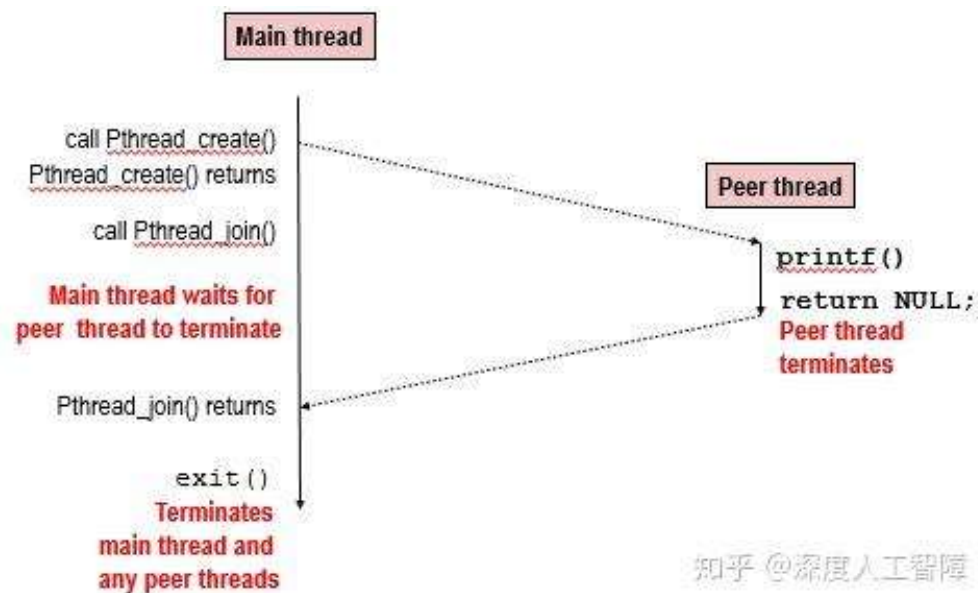 Main thread
call Pthread_create()
Pthread_create() returns
Peer thread
call Pthread_join()
printf()
Main thread waits for
peer thread to terminate
return NULL;
Peer thread
terminates
Pthread_join() returns
exit()
Terminates
main thread and
any peer threads
知乎 @深度人工智障